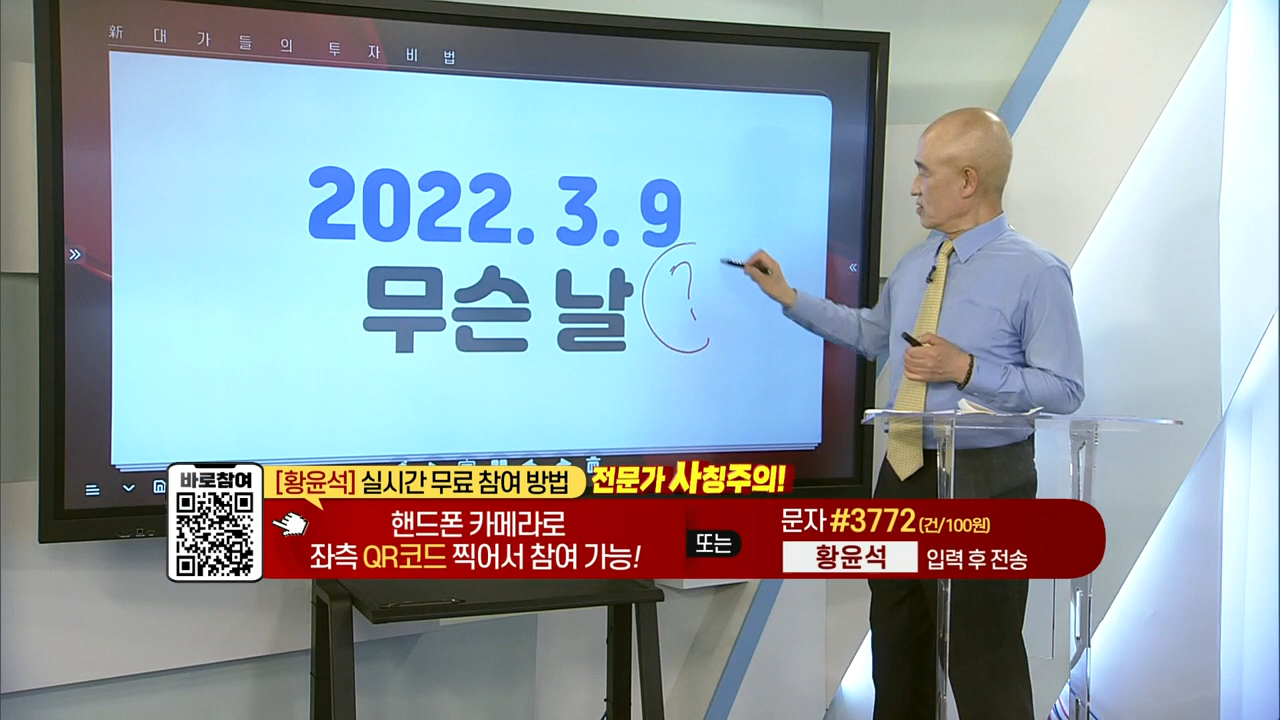 新 대가들의 투자비법
2022. 3. 9
무슨 날
?
바로참여
[황윤석] 실시간 무료 참여 방법
전문가 사칭주의!
핸드폰 카메라로
좌측 QR코드 찍어서 참여 가능!
또는
문자 #3772 (건/100원)
황윤석 입력 후 전송